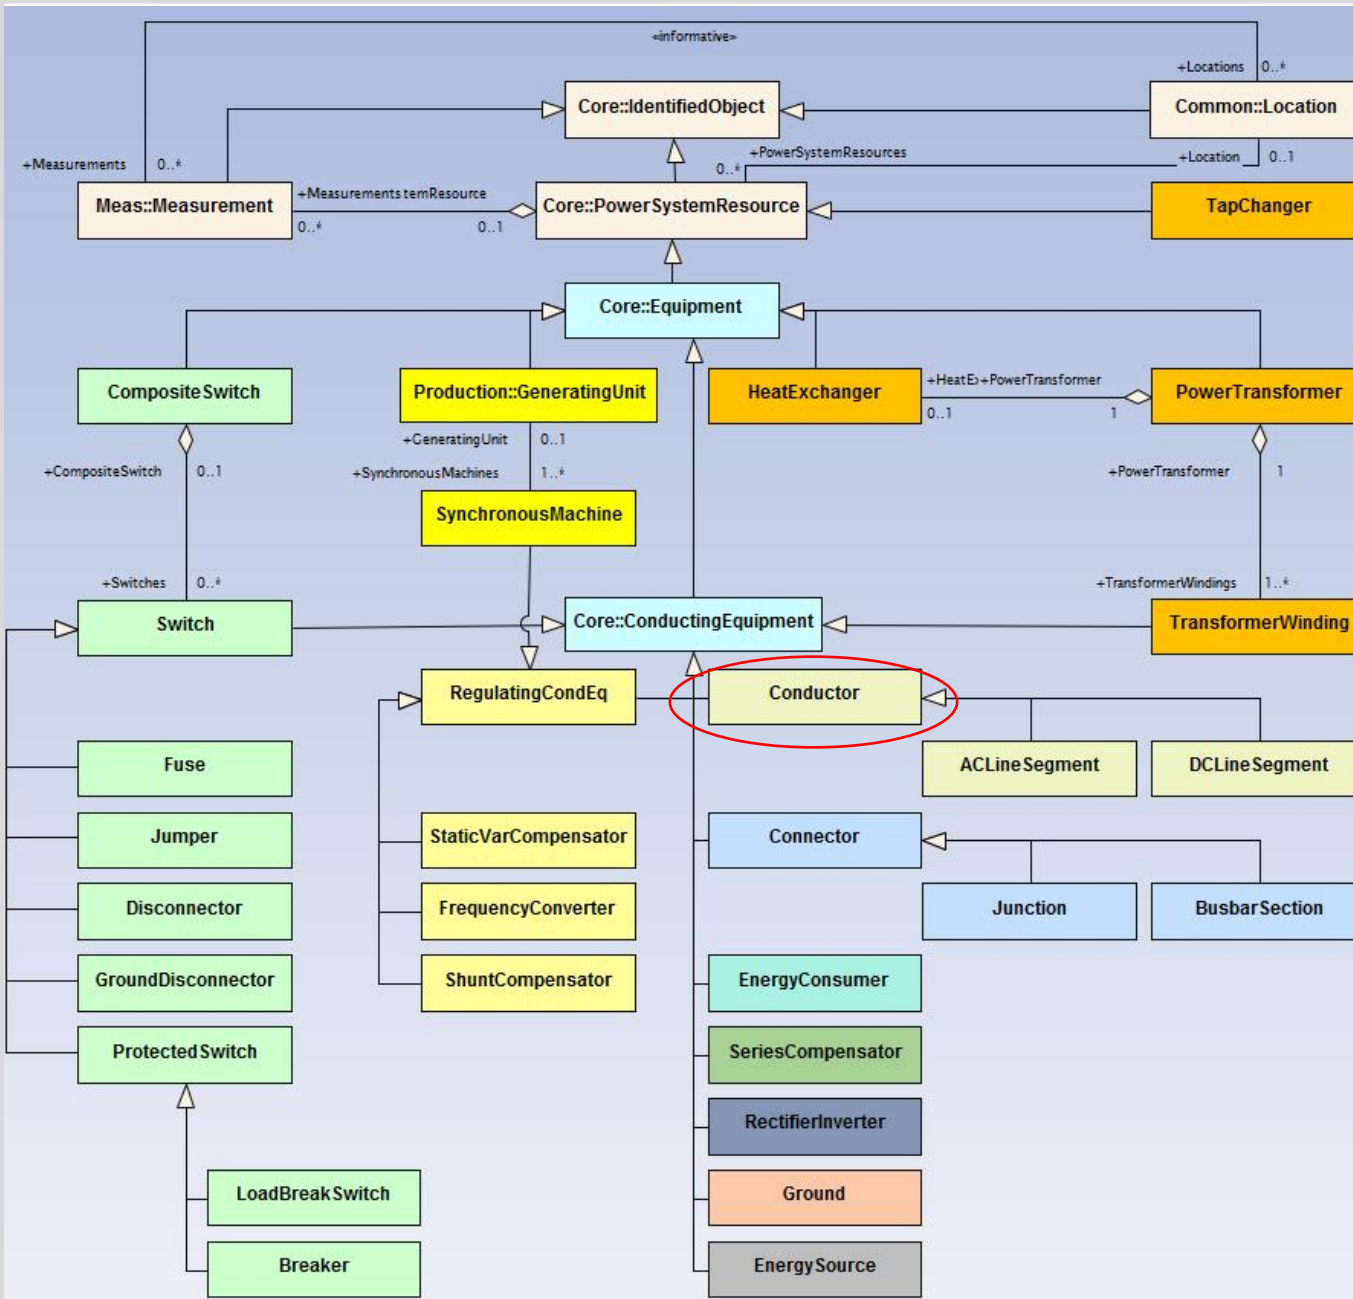 «informative»
+Locations 0..*
Core::IdentifiedObject
Common::Location
+Measurements 0..*
+PowerSystemResources
0..*
+Location 0..1
Meas::Measurement
+Measurements temResource
0..* 0..1
Core::PowerSystemResource
TapChanger
Core::Equipment
CompositeSwitch
Production::GeneratingUnit
HeatExchanger
+HeatEx+PowerTransformer
0..1 1
PowerTransformer
+GeneratingUnit 0..1
+CompositeSwitch 0..1
+SynchronousMachines 1..*
+PowerTransformer 1
SynchronousMachine
+Switches 0..*
+TransformerWindings 1..*
Switch
Core::ConductingEquipment
TransformerWinding
RegulatingCondEq
Conductor
Fuse
ACLineSegment
DCLineSegment
Jumper
StaticVarCompensator
Connector
Disconnector
FrequencyConverter
Junction
BusbarSection
GroundDisconnector
ShuntCompensator
EnergyConsumer
ProtectedSwitch
SeriesCompensator
RectifierInverter
LoadBreakSwitch
Ground
Breaker
EnergySource